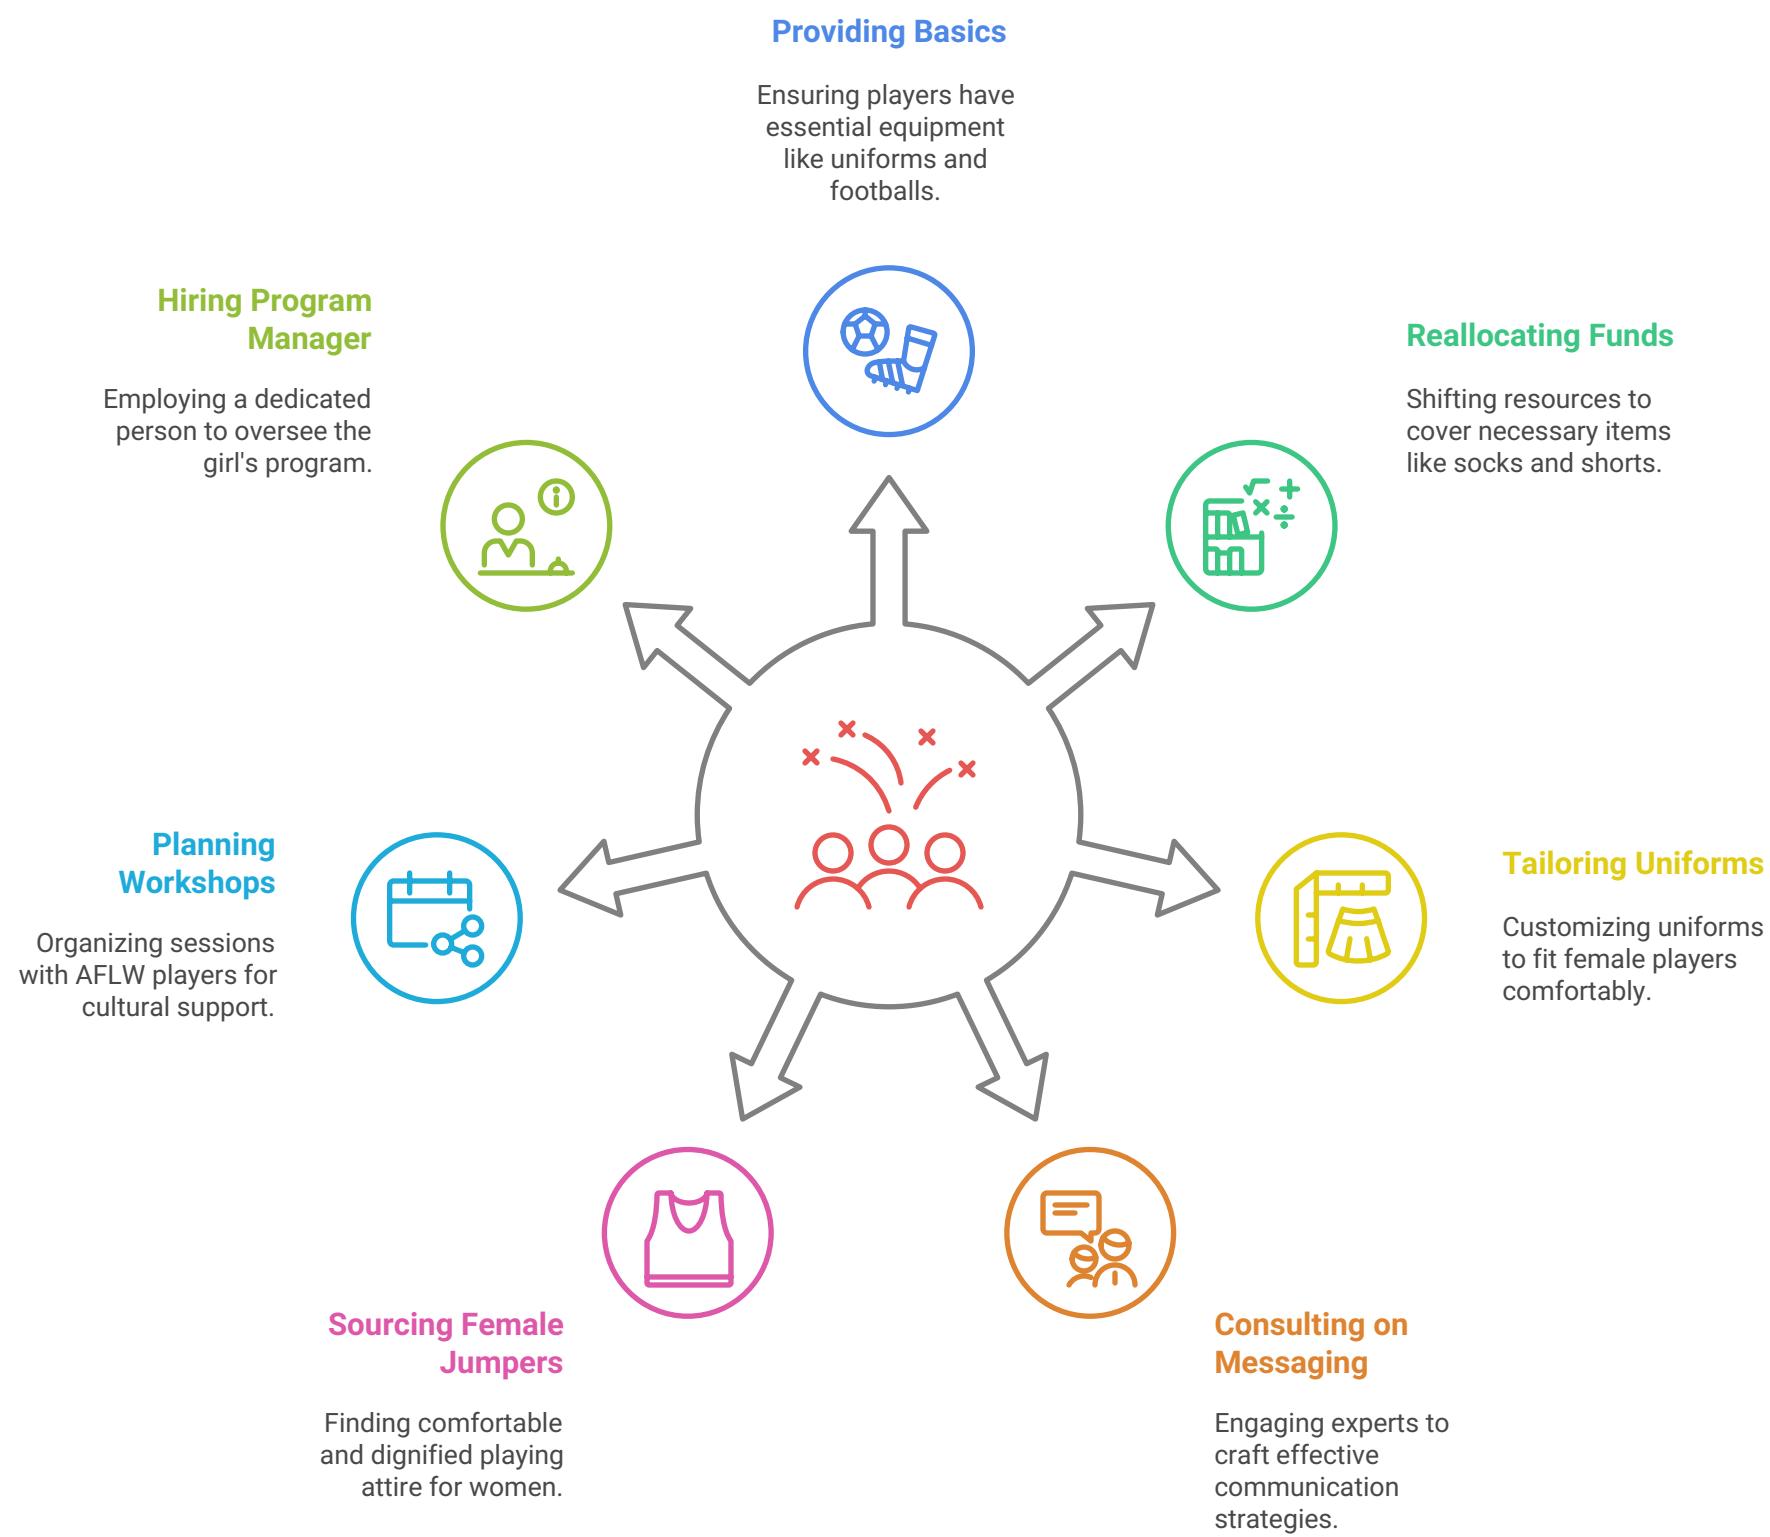 Providing Basics
Ensuring players have
essential equipment
like uniforms and
footballs.
Hiring Program
Manager
Employing a dedicated
person to oversee the
girl's program.
Reallocating Funds
Shifting resources to
cover necessary items
like socks and shorts.
Planning
Workshops
Organizing sessions
with AFLW players for
cultural support.
Tailoring Uniforms
Customizing uniforms
to fit female players
comfortably.
Sourcing Female
Jumpers
Finding comfortable
and dignified playing
attire for women.
Consulting on
Messaging
Engaging experts to
craft effective
communication
strategies.